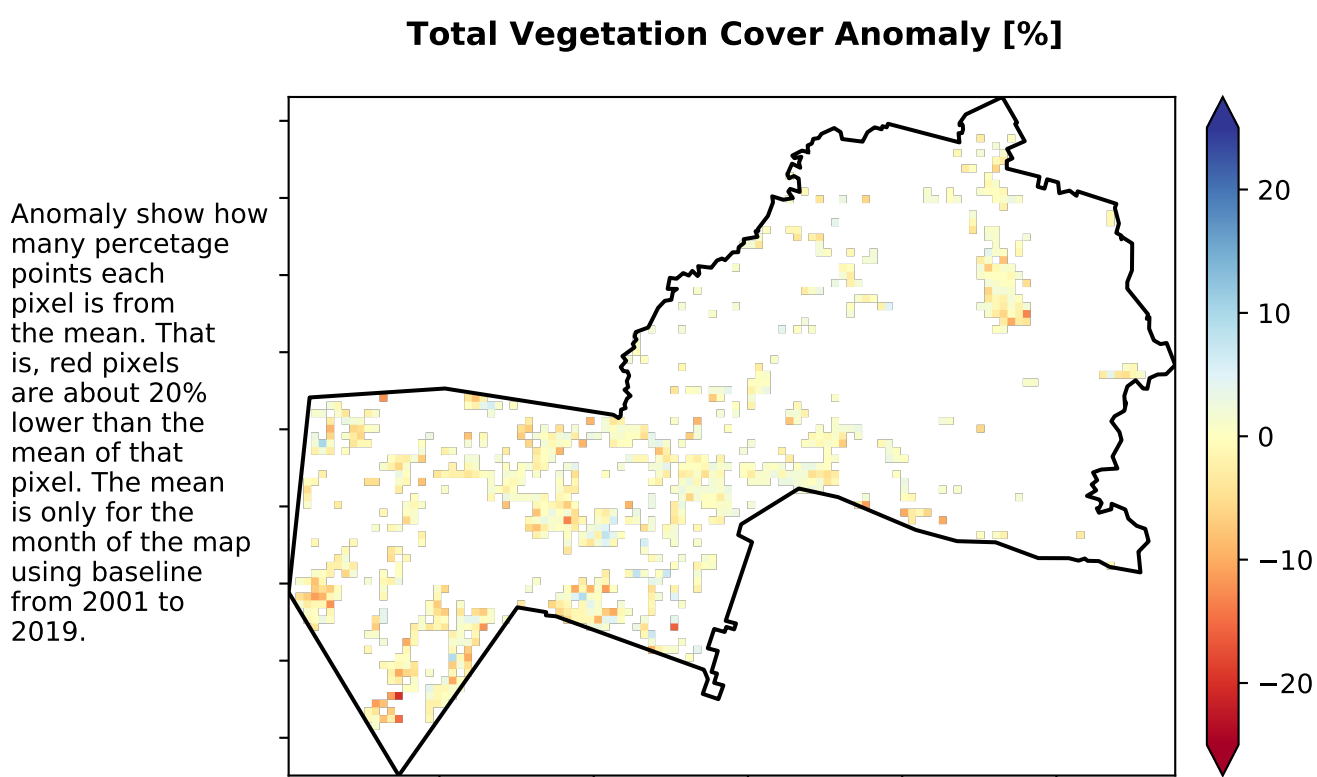 Total Vegetation Cover Anomaly [%]
Anomaly show how
many percetage
points each
pixel is from
the mean. That
is, red pixels
are about 20%
lower than the
mean of that
pixel. The mean
is only for the
month of the map
using baseline
from 2001 to
2019.
20
10
0
−10
−20